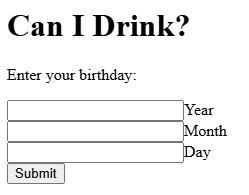 Can I Drink?
Enter your birthday:
Year
Month
Day
Submit